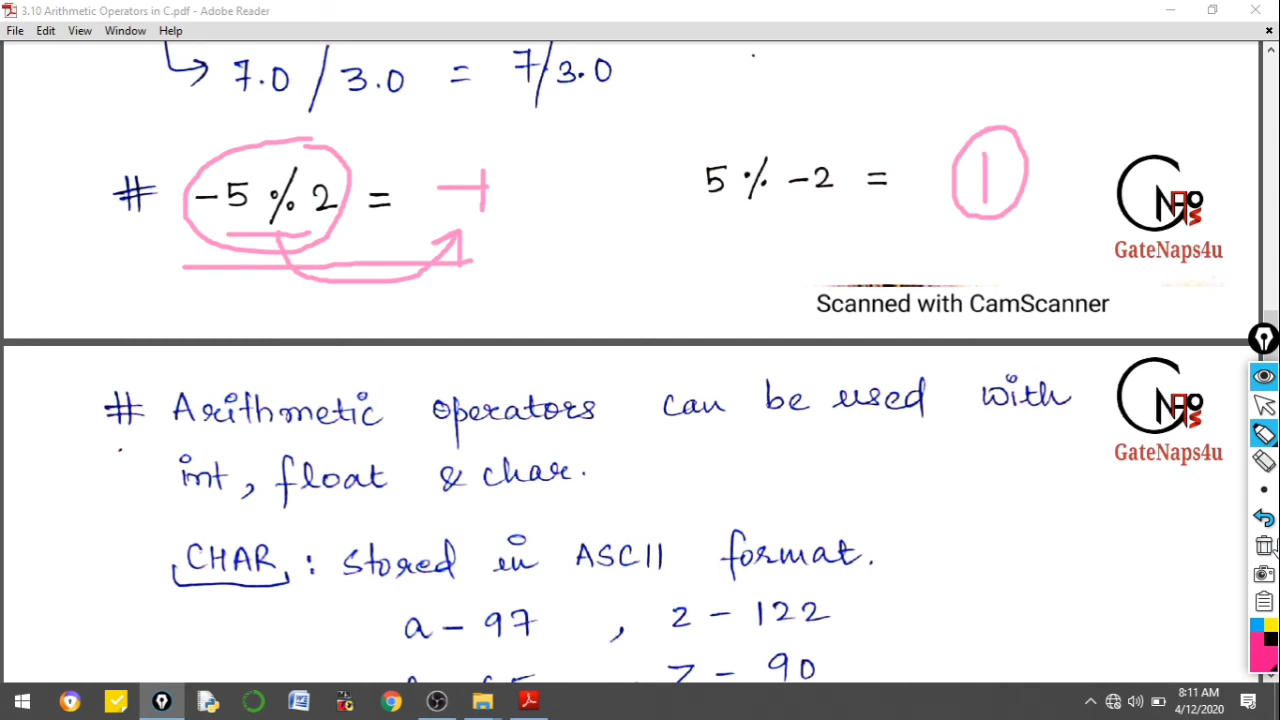 3.10 Arithmetic Operators in C.pdf - Adobe Reader
File Edit View Window Help
7.0 / 3.0 = 7/3.0
# -5 % 2 = -1
5 % -2 = 1
GateNaps4u
Scanned with CamScanner
# Arithmetic operators can be used with
int, float & char.
GateNaps4u
CHAR : stored in ASCII format.
a - 97 , z - 122
Z - 90
8:11 AM
4/12/2020